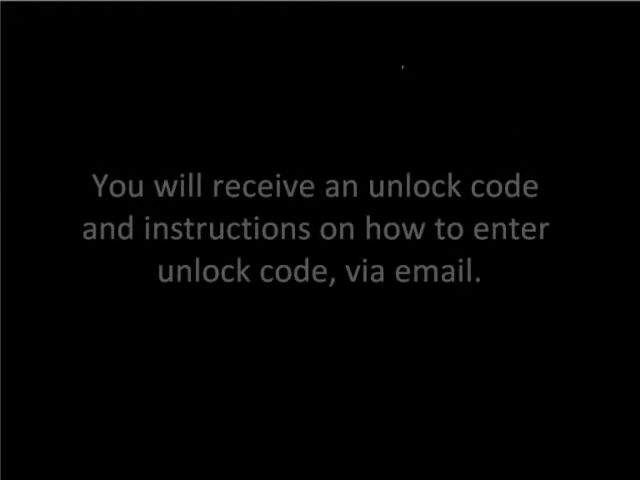 You will receive an unlock code
and instructions on how to enter
unlock code, via email.